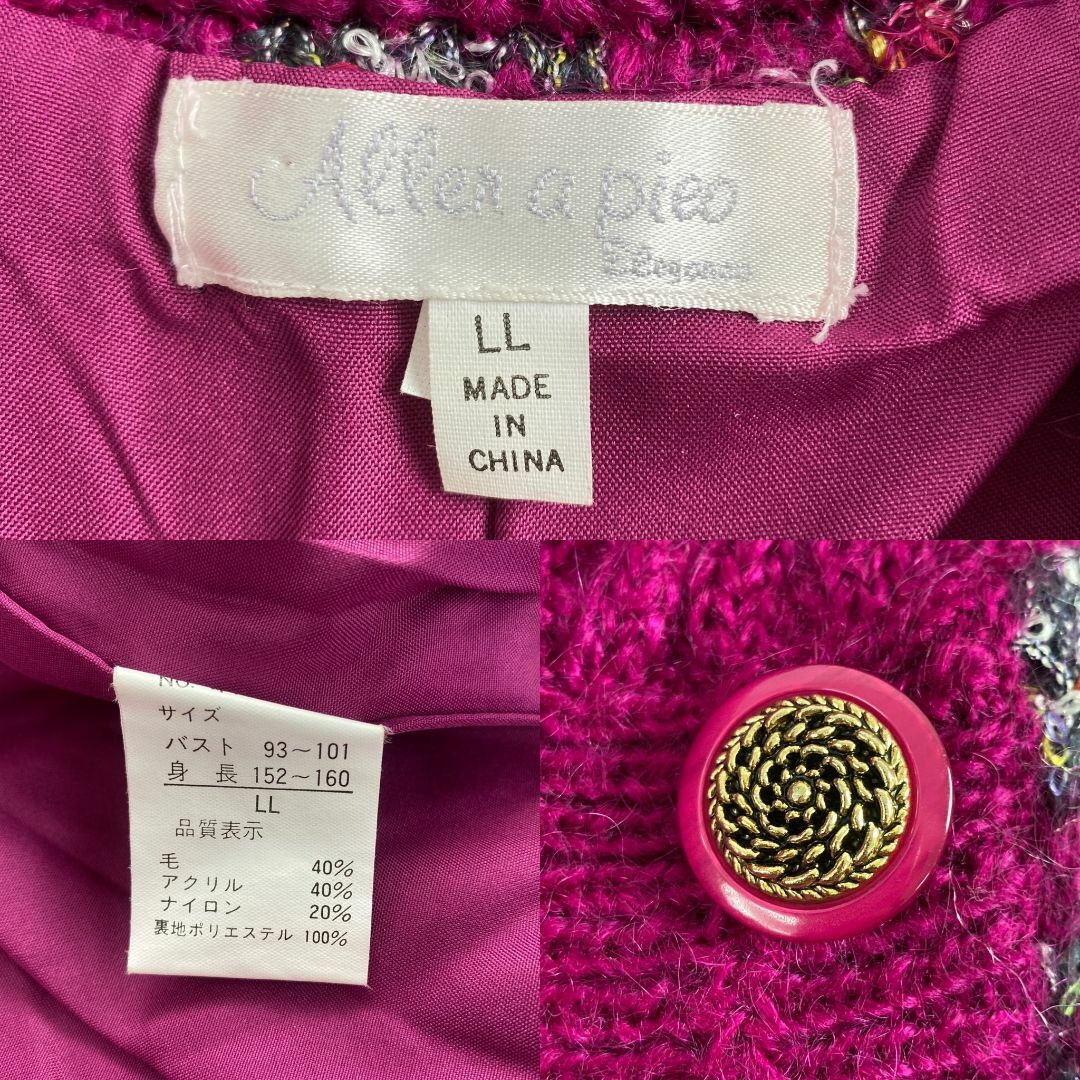 Aller a pied
LL
MADE
IN
CHINA
サイズ
バスト 93～101
身 長 152～160
LL
品質表示
毛 40%
アクリル 40%
ナイロン 20%
裏地ポリエステル 100%